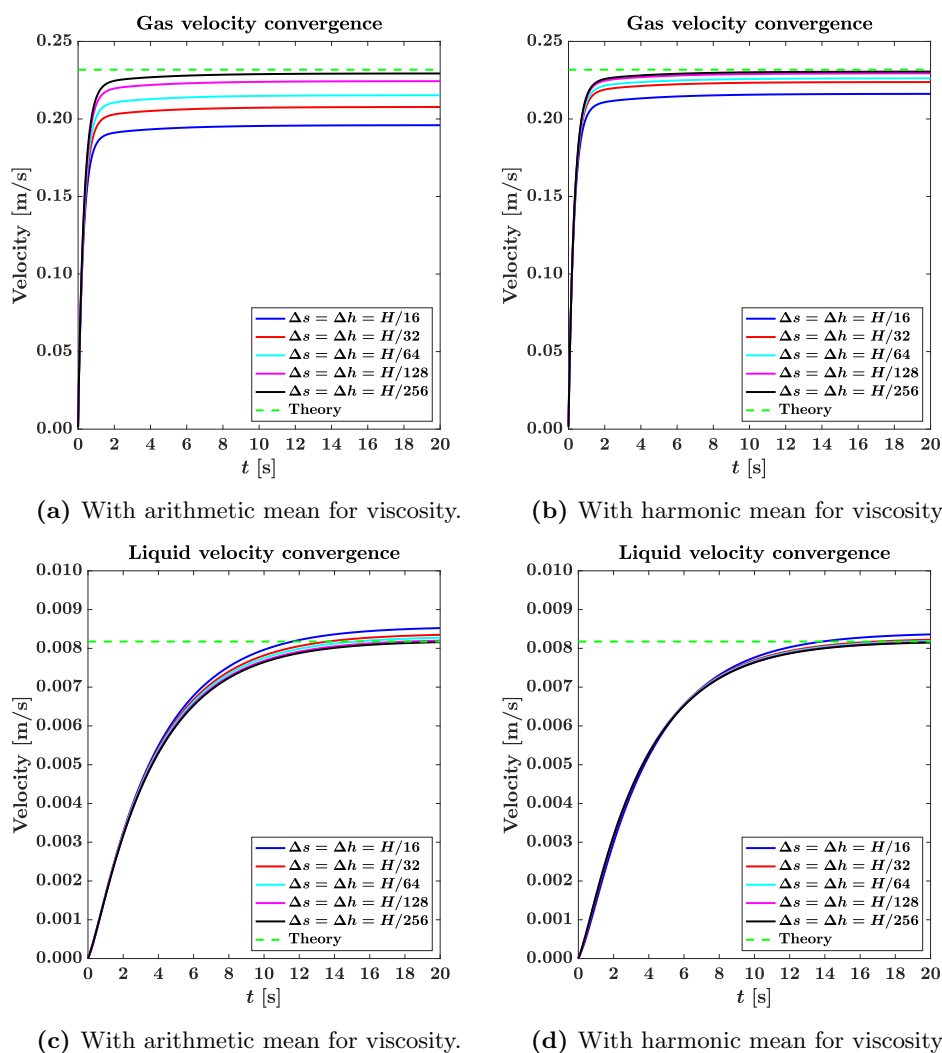 Gas velocity convergence
Velocity [m/s]
0.25
0.20
0.15
0.10
0.05
0.00
Δs = Δh = H/16
Δs = Δh = H/32
Δs = Δh = H/64
Δs = Δh = H/128
Δs = Δh = H/256
Theory
0 2 4 6 8 10 12 14 16 18 20
t [s]
(a) With arithmetic mean for viscosity.
Gas velocity convergence
Velocity [m/s]
0.25
0.20
0.15
0.10
0.05
0.00
Δs = Δh = H/16
Δs = Δh = H/32
Δs = Δh = H/64
Δs = Δh = H/128
Δs = Δh = H/256
Theory
0 2 4 6 8 10 12 14 16 18 20
t [s]
(b) With harmonic mean for viscosity
Liquid velocity convergence
Velocity [m/s]
0.010
0.009
0.008
0.007
0.006
0.005
0.004
0.003
0.002
0.001
0.000
Δs = Δh = H/16
Δs = Δh = H/32
Δs = Δh = H/64
Δs = Δh = H/128
Δs = Δh = H/256
Theory
0 2 4 6 8 10 12 14 16 18 20
t [s]
(c) With arithmetic mean for viscosity.
Liquid velocity convergence
Velocity [m/s]
0.010
0.009
0.008
0.007
0.006
0.005
0.004
0.003
0.002
0.001
0.000
Δs = Δh = H/16
Δs = Δh = H/32
Δs = Δh = H/64
Δs = Δh = H/128
Δs = Δh = H/256
Theory
0 2 4 6 8 10 12 14 16 18 20
t [s]
(d) With harmonic mean for viscosity